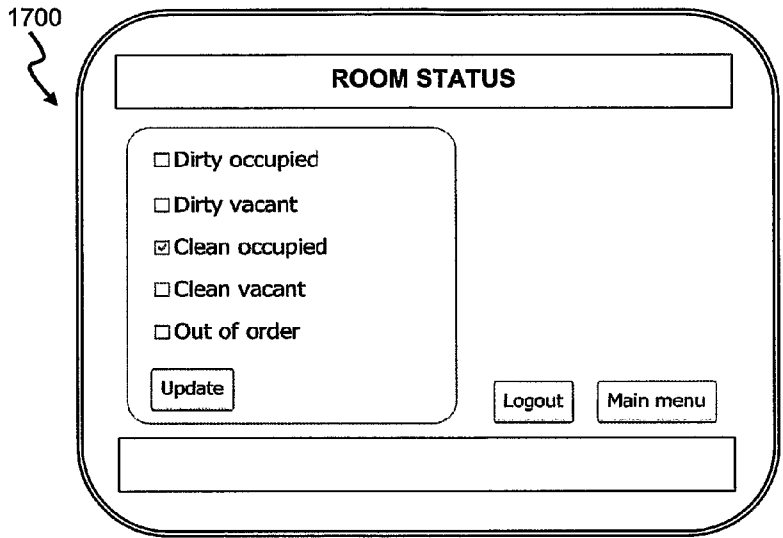 1700
ROOM STATUS
Dirty occupied
Dirty vacant
Clean occupied
Clean vacant
Out of order
Update
Logout Main menu